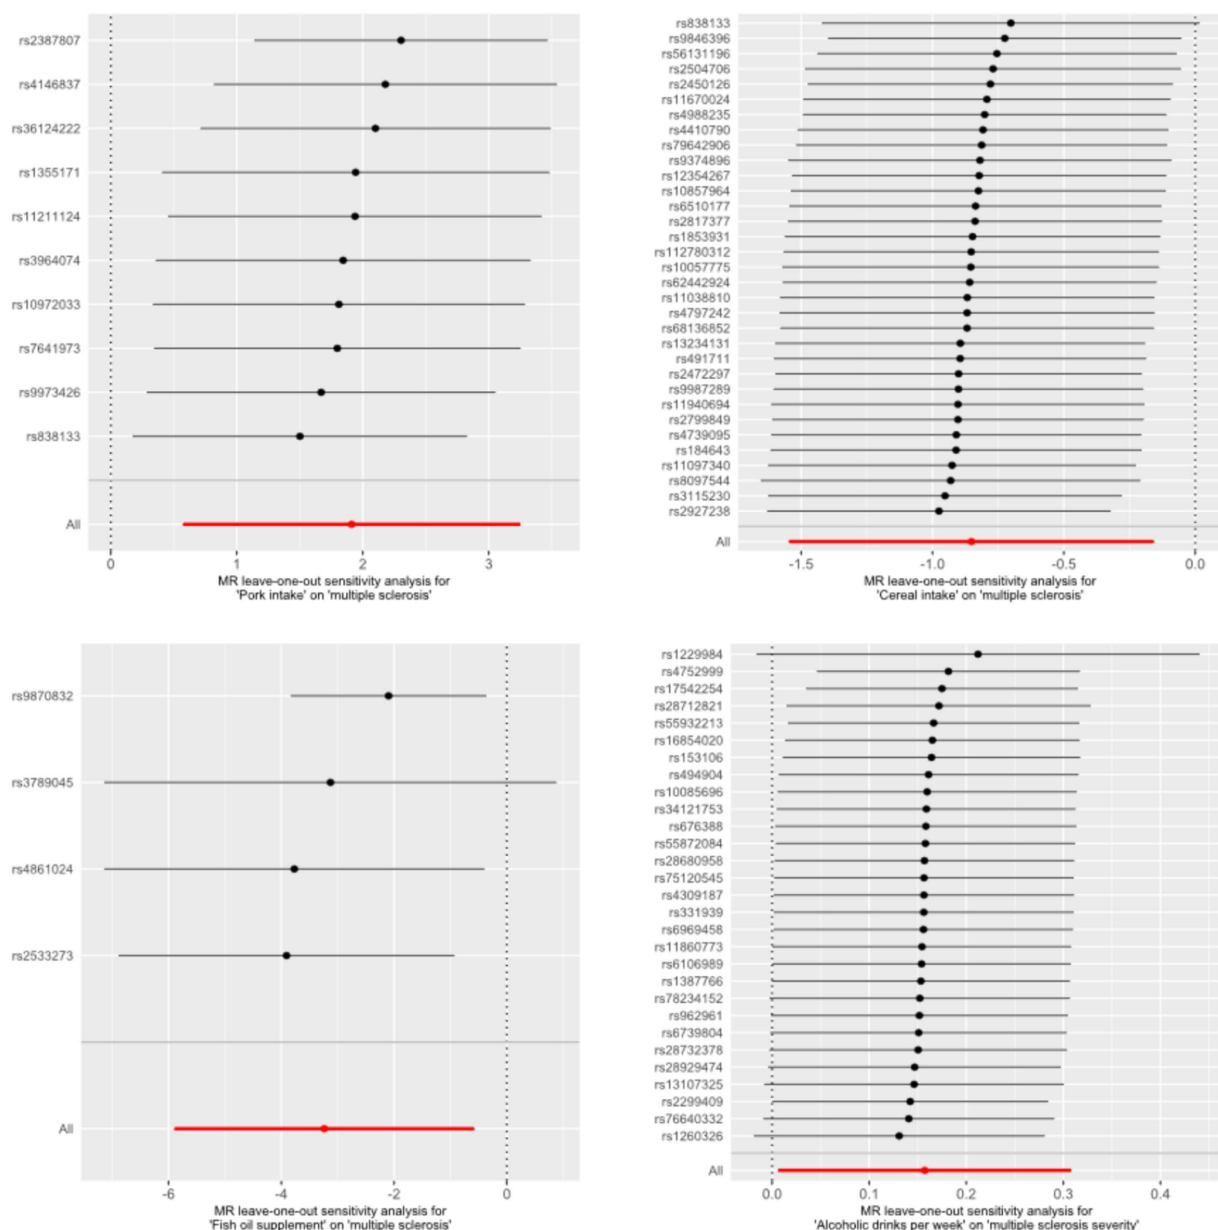 rs2387807
rs4146837
rs36124222
rs1355171
rs11211124
rs3964074
rs10972033
rs7641973
rs9973426
rs838133
All
0 1 2 3
MR leave-one-out sensitivity analysis for
'Pork intake' on 'multiple sclerosis'
rs838133
rs9846396
rs56131196
rs2504706
rs2450126
rs11670024
rs4988235
rs4410790
rs79642906
rs9374896
rs12354267
rs10857964
rs6510177
rs2817377
rs1853931
rs112780312
rs10057775
rs62442924
rs11038810
rs4797242
rs68136852
rs13234131
rs491711
rs2472297
rs9987289
rs11940694
rs2799849
rs4739095
rs184643
rs11097340
rs8097544
rs3115230
rs2927238
All
-1.5 -1.0 -0.5 0.0
MR leave-one-out sensitivity analysis for
'Cereal intake' on 'multiple sclerosis'
rs9870832
rs3789045
rs4861024
rs2533273
All
-6 -4 -2 0
MR leave-one-out sensitivity analysis for
'Fish oil supplement' on 'multiple sclerosis'
rs1229984
rs4752999
rs17542254
rs28712821
rs55932213
rs16854020
rs153106
rs494904
rs10085696
rs34121753
rs676388
rs55872084
rs28680958
rs75120545
rs4309187
rs331939
rs6969458
rs11860773
rs6106989
rs1387766
rs78234152
rs962961
rs6739804
rs28732378
rs28929474
rs13107325
rs2299409
rs76640332
rs1260326
All
0.0 0.1 0.2 0.3 0.4
MR leave-one-out sensitivity analysis for
'Alcoholic drinks per week' on 'multiple sclerosis severity'